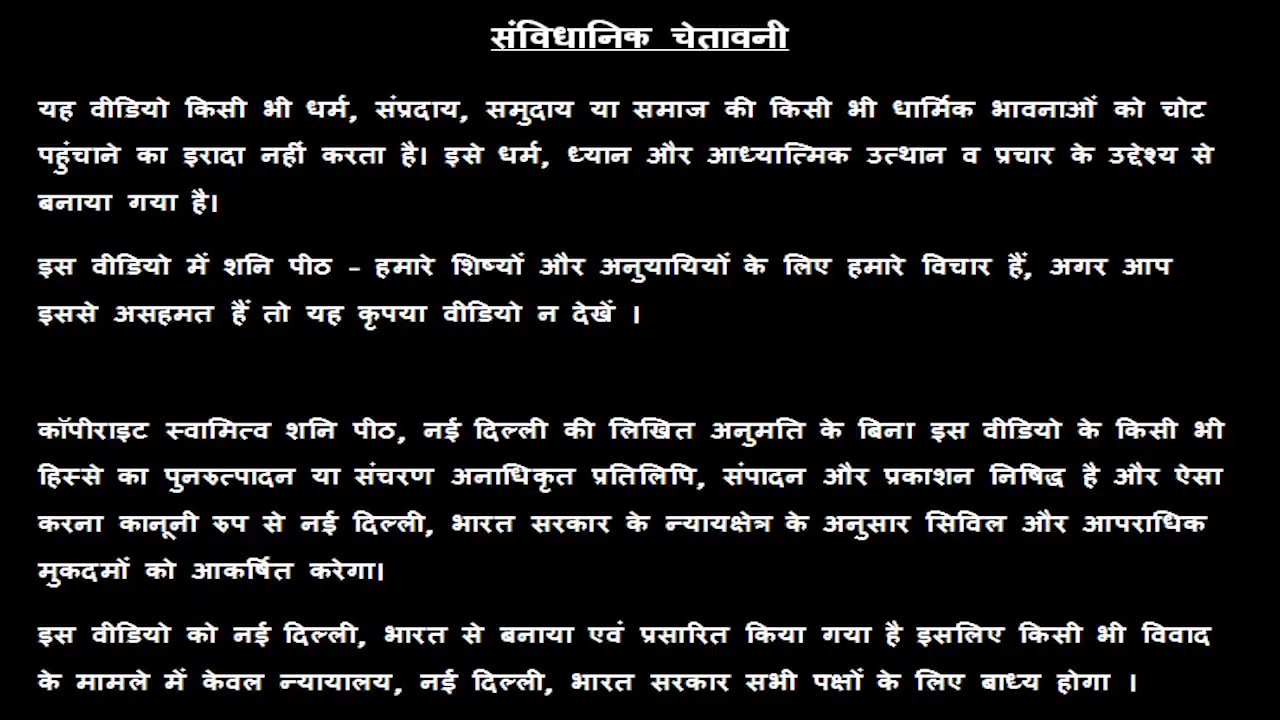 संविधानिक चेतावनी
यह वीडियो किसी भी धर्म, संप्रदाय, समुदाय या समाज की किसी भी धार्मिक भावनाओं को चोट
पहुंचाने का इरादा नहीं करता है। इसे धर्म, ध्यान और आध्यात्मिक उत्थान व प्रचार के उद्देश्य से
बनाया गया है।
इस वीडियो में शनि पीठ – हमारे शिष्यों और अनुयायियों के लिए हमारे विचार हैं, अगर आप
इससे असहमत हैं तो यह कृपया वीडियो न देखें ।
कॉपीराइट स्वामित्व शनि पीठ, नई दिल्ली की लिखित अनुमति के बिना इस वीडियो के किसी भी
हिस्से का पुनरुत्पादन या संचरण अनाधिकृत प्रतिलिपि, संपादन और प्रकाशन निषिद्ध है और ऐसा
करना कानूनी रुप से नई दिल्ली, भारत सरकार के न्यायक्षेत्र के अनुसार सिविल और आपराधिक
मुकदमों को आकर्षित करेगा।
इस वीडियो को नई दिल्ली, भारत से बनाया एवं प्रसारित किया गया है इसलिए किसी भी विवाद
के मामले में केवल न्यायालय, नई दिल्ली, भारत सरकार सभी पक्षों के लिए बाध्य होगा ।